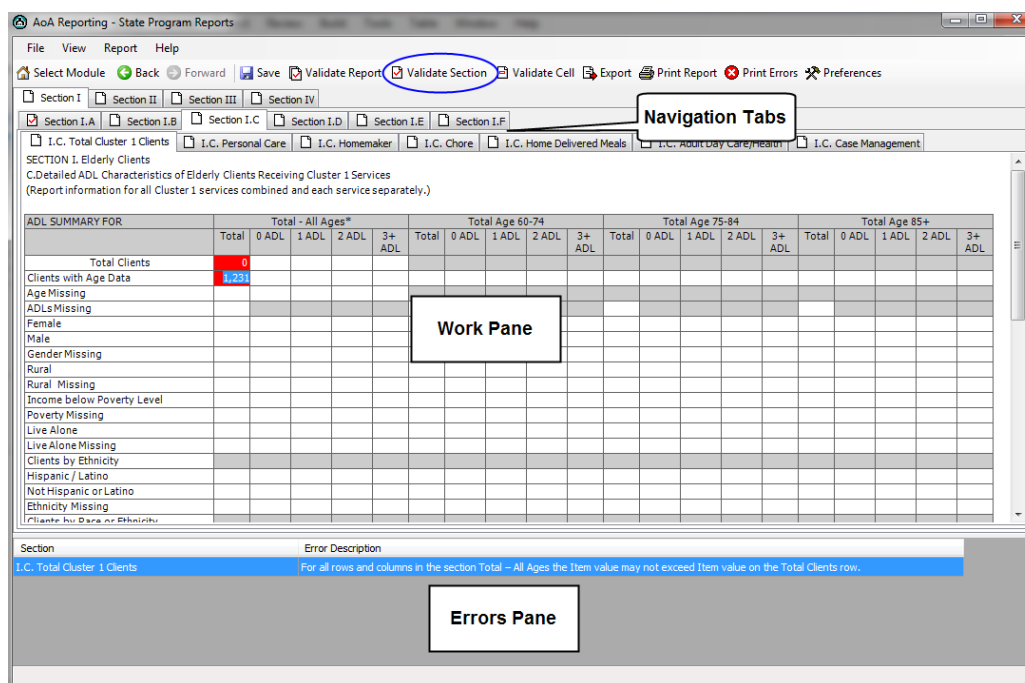 AoA Reporting - State Program Reports
File View Report Help
Select Module Back Forward Save Validate Report Validate Section Validate Cell Export Print Report Print Errors Preferences
Section I Section II Section III Section IV
Section I.A Section I.B Section I.C Section I.D Section I.E Section I.F
Navigation Tabs
I.C. Total Cluster 1 Clients I.C. Personal Care I.C. Homemaker I.C. Chore I.C. Home Delivered Meals I.C. Adult Day Care/Health I.C. Case Management
SECTION I. Elderly Clients
C.Detailed ADL Characteristics of Elderly Clients Receiving Cluster 1 Services
(Report information for all Cluster 1 services combined and each service separately.)
ADL SUMMARY FOR Total - All Ages* Total Age 60-74 Total Age 75-84 Total Age 85+
Total 0 ADL 1 ADL 2 ADL 3+ ADL Total 0 ADL 1 ADL 2 ADL 3+ ADL Total 0 ADL 1 ADL 2 ADL 3+ ADL Total 0 ADL 1 ADL 2 ADL 3+ ADL
Total Clients 0
Clients with Age Data 1,231
Age Missing
ADLs Missing
Female
Male
Gender Missing
Rural
Rural Missing
Income below Poverty Level
Poverty Missing
Live Alone
Live Alone Missing
Clients by Ethnicity
Hispanic / Latino
Not Hispanic or Latino
Ethnicity Missing
Clients by Race or Ethnicity
Work Pane
Section Error Description
I.C. Total Cluster 1 Clients For all rows and columns in the section Total – All Ages the Item value may not exceed Item value on the Total Clients row.
Errors Pane